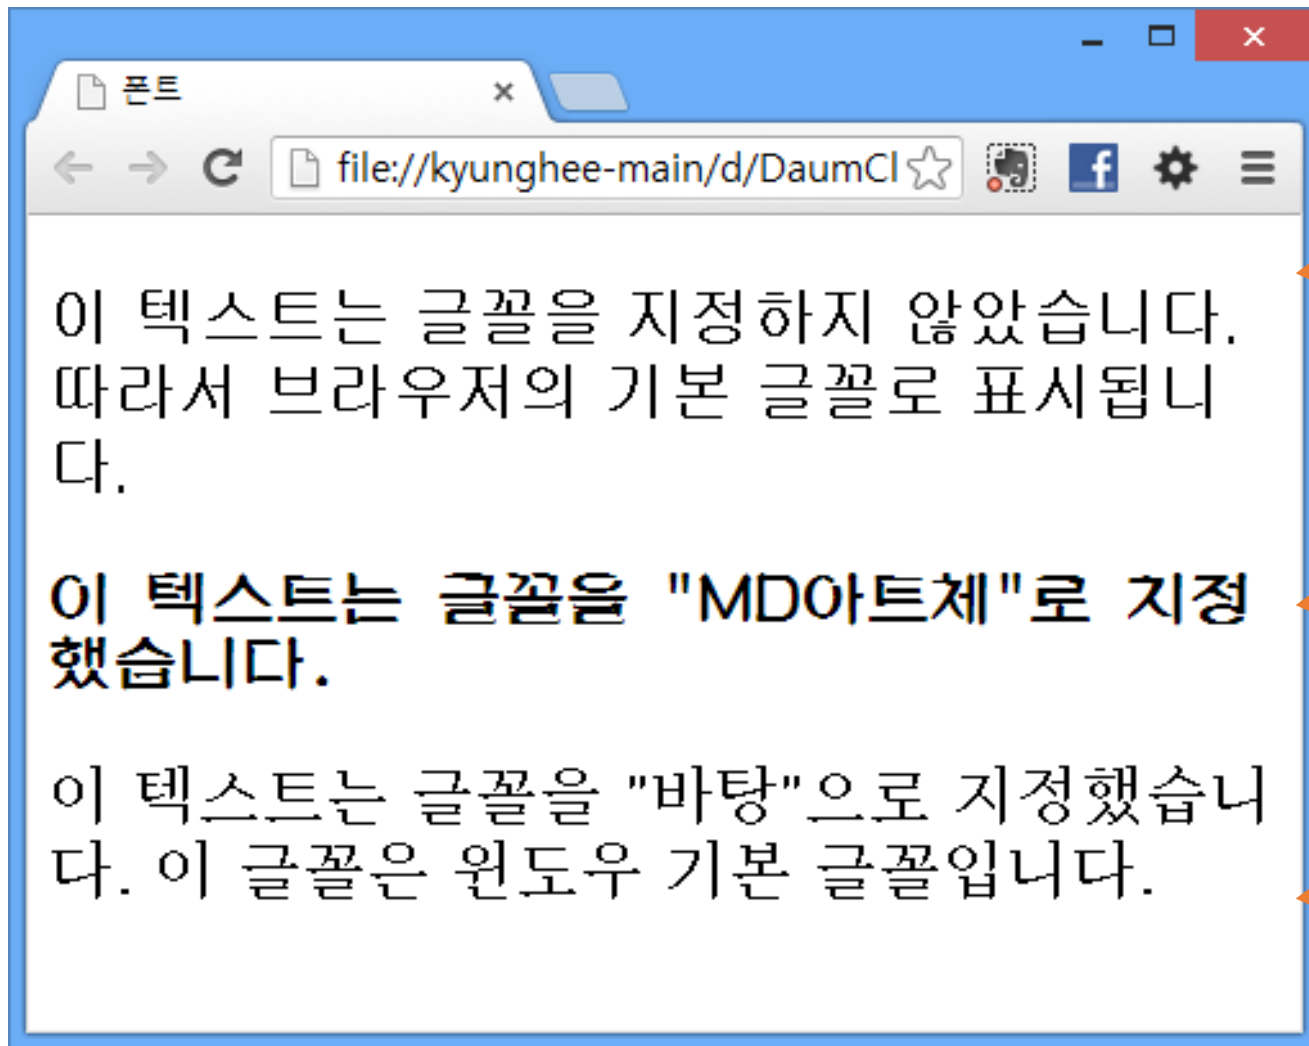 폰트
file://kyunghee-main/d/DaumCl
이 텍스트는 글꼴을 지정하지 않았습니다.
따라서 브라우저의 기본 글꼴로 표시됩니
다.
이 텍스트는 글꼴을 "MD아트체"로 지정
했습니다.
이 텍스트는 글꼴을 "바탕"으로 지정했습니
다. 이 글꼴은 윈도우 기본 글꼴입니다.